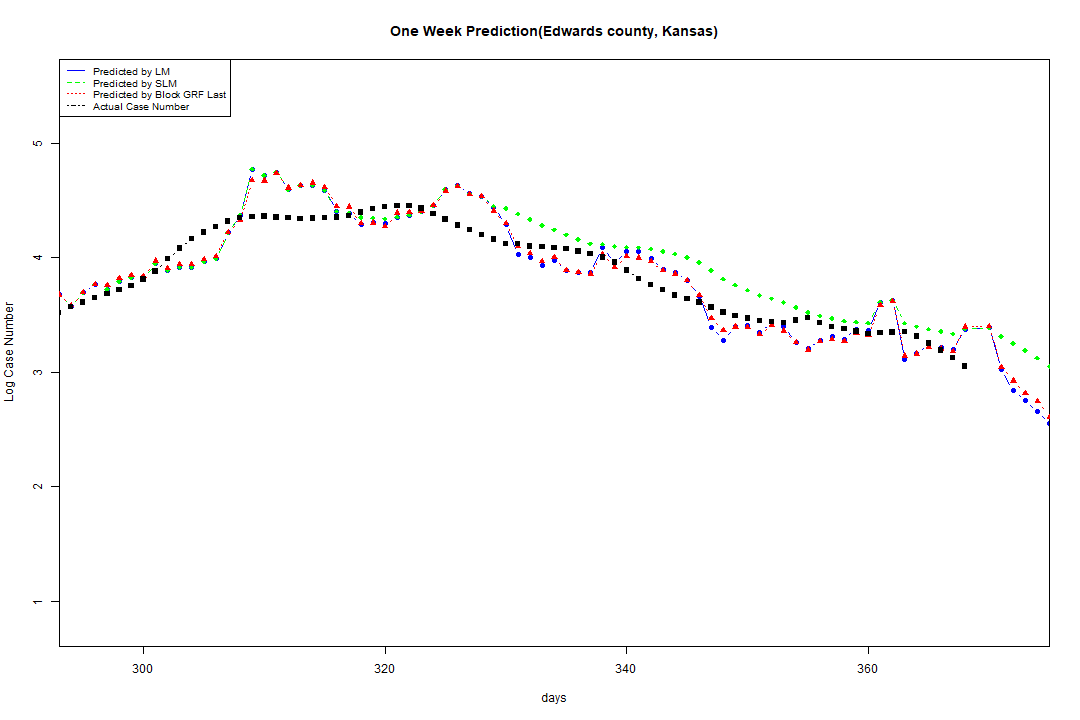 One Week Prediction(Edwards county, Kansas)
Predicted by LM
Predicted by SLM
Predicted by Block GRF Last
Actual Case Number
5
4
3
2
1
Log Case Number
300 320 340 360
days